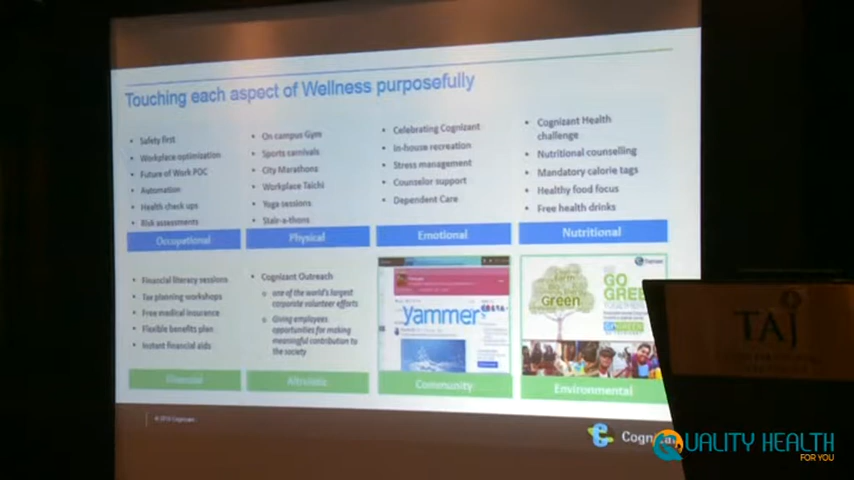 Touching each aspect of Wellness purposefully
• Safety first
• Workplace optimisation
• Future of Work POC
• Automation
• Health check ups
• Risk assessments
Occupational
• On campus Gym
• Sports carnivals
• City Marathons
• Workplace Taichi
• Yoga sessions
• Stair-a-thons
Physical
• Celebrating Cognizant
• In-house recreation
• Stress management
• Counselor support
• Dependent Care
Emotional
• Cognizant Health
challenge
• Nutritional counselling
• Mandatory calorie tags
• Healthy food focus
• Free health drinks
Nutritional
• Financial literacy sessions
• Tax planning workshops
• Free medical insurance
• Flexible benefits plan
• Instant financial aids
Financial
• Cognizant Outreach
o one of the world's largest
corporate volunteer efforts
o Giving employees
opportunities for making
meaningful contribution to
the society
Altruistic
yammer
Community
Earth
Green
GO
GREE
Environmental
Cogniza
TAJ
QUALITY HEALTH
FOR YOU